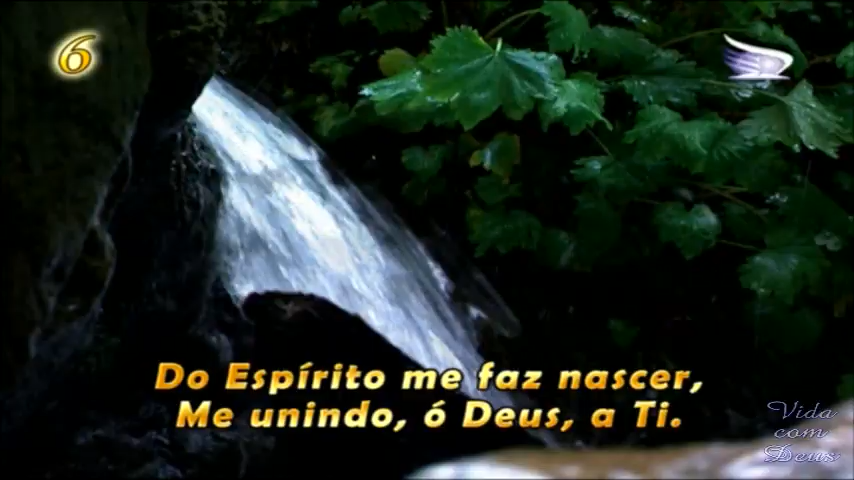 6
Do Espírito me faz nascer,
Me unindo, ó Deus, a Ti.
Vida
com
Deus